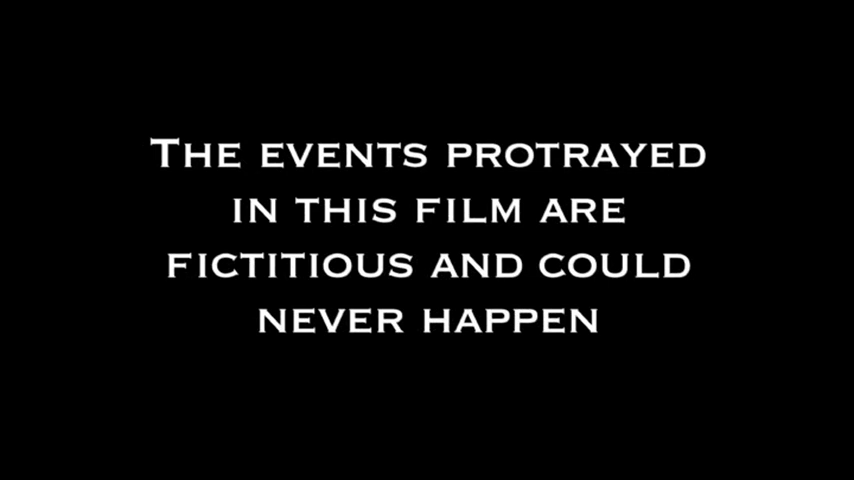 The events protrayed
in this film are
fictitious and could
never happen